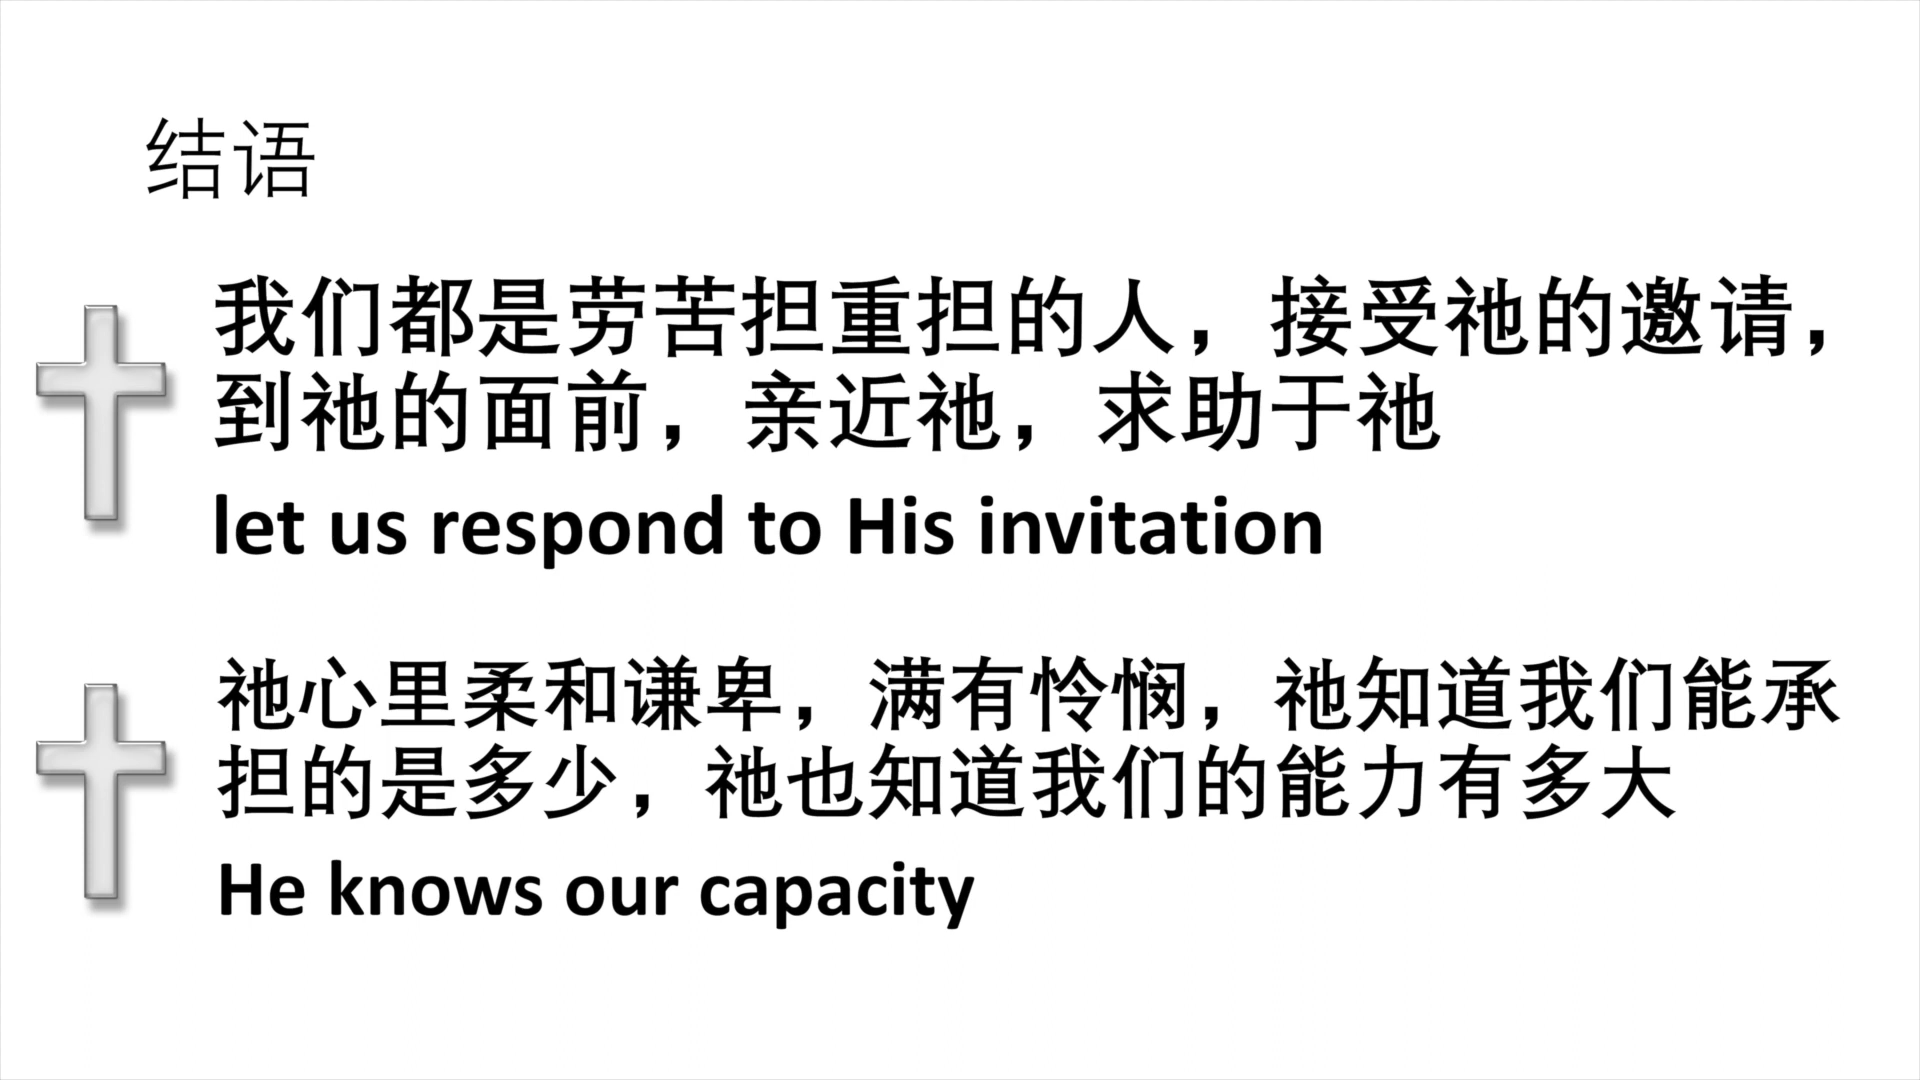 结语
我们都是劳苦担重担的人，接受祂的邀请，
到祂的面前，亲近祂，求助于祂
let us respond to His invitation
祂心里柔和谦卑，满有怜悯，祂知道我们能承
担的是多少，祂也知道我们的能力有多大
He knows our capacity